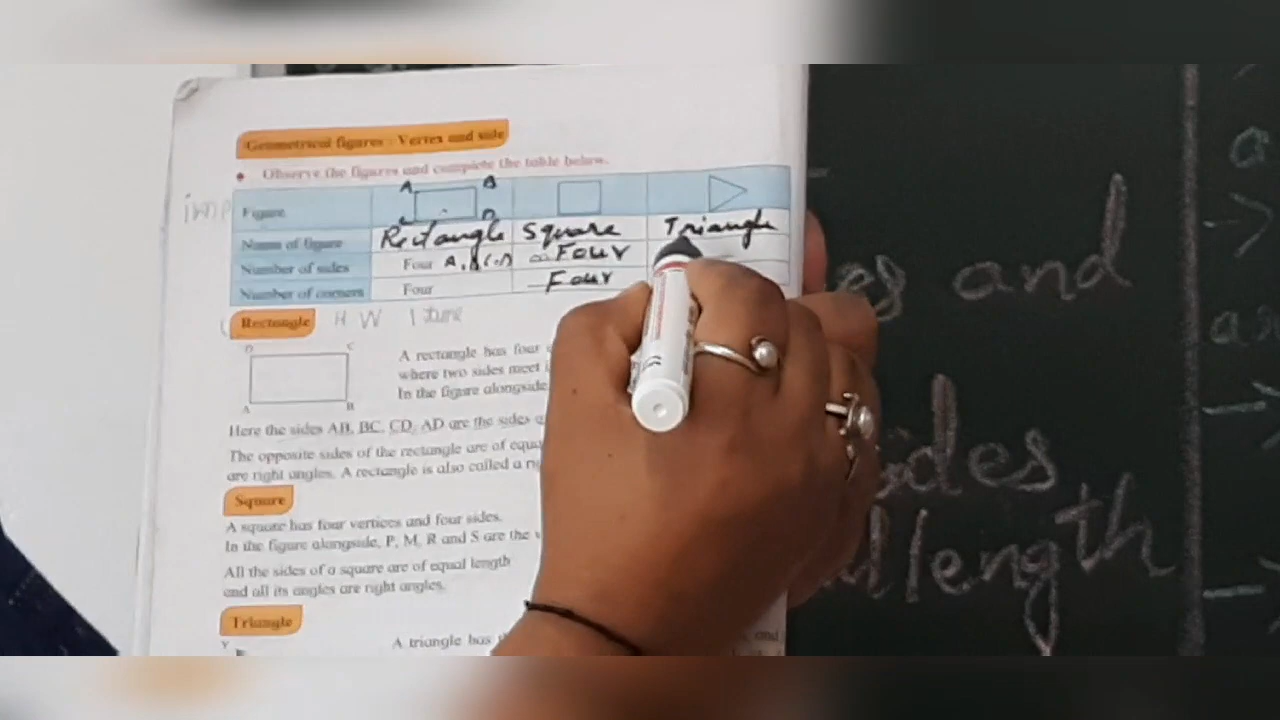 Geometrical figures - Vertex and side
Observe the figures and complete the table below.
imp
Figure
A B
C D
Name of figure Rectangle Square Triangle
Number of sides Four A, B, C, D Four
Number of corners Four Four
Rectangle H W 1 time
D C
A rectangle has four
where two sides meet
In the figure alongside
A B
Here the sides AB, BC, CD, AD are the sides
The opposite sides of the rectangle are of
are right angles. A rectangle is also called a
Square
A square has four vertices and four sides.
In the figure alongside, P, M, R and S are the
All the sides of a square are of equal length
and all its angles are right angles.
Triangle
Y
A triangle has
and
and
length